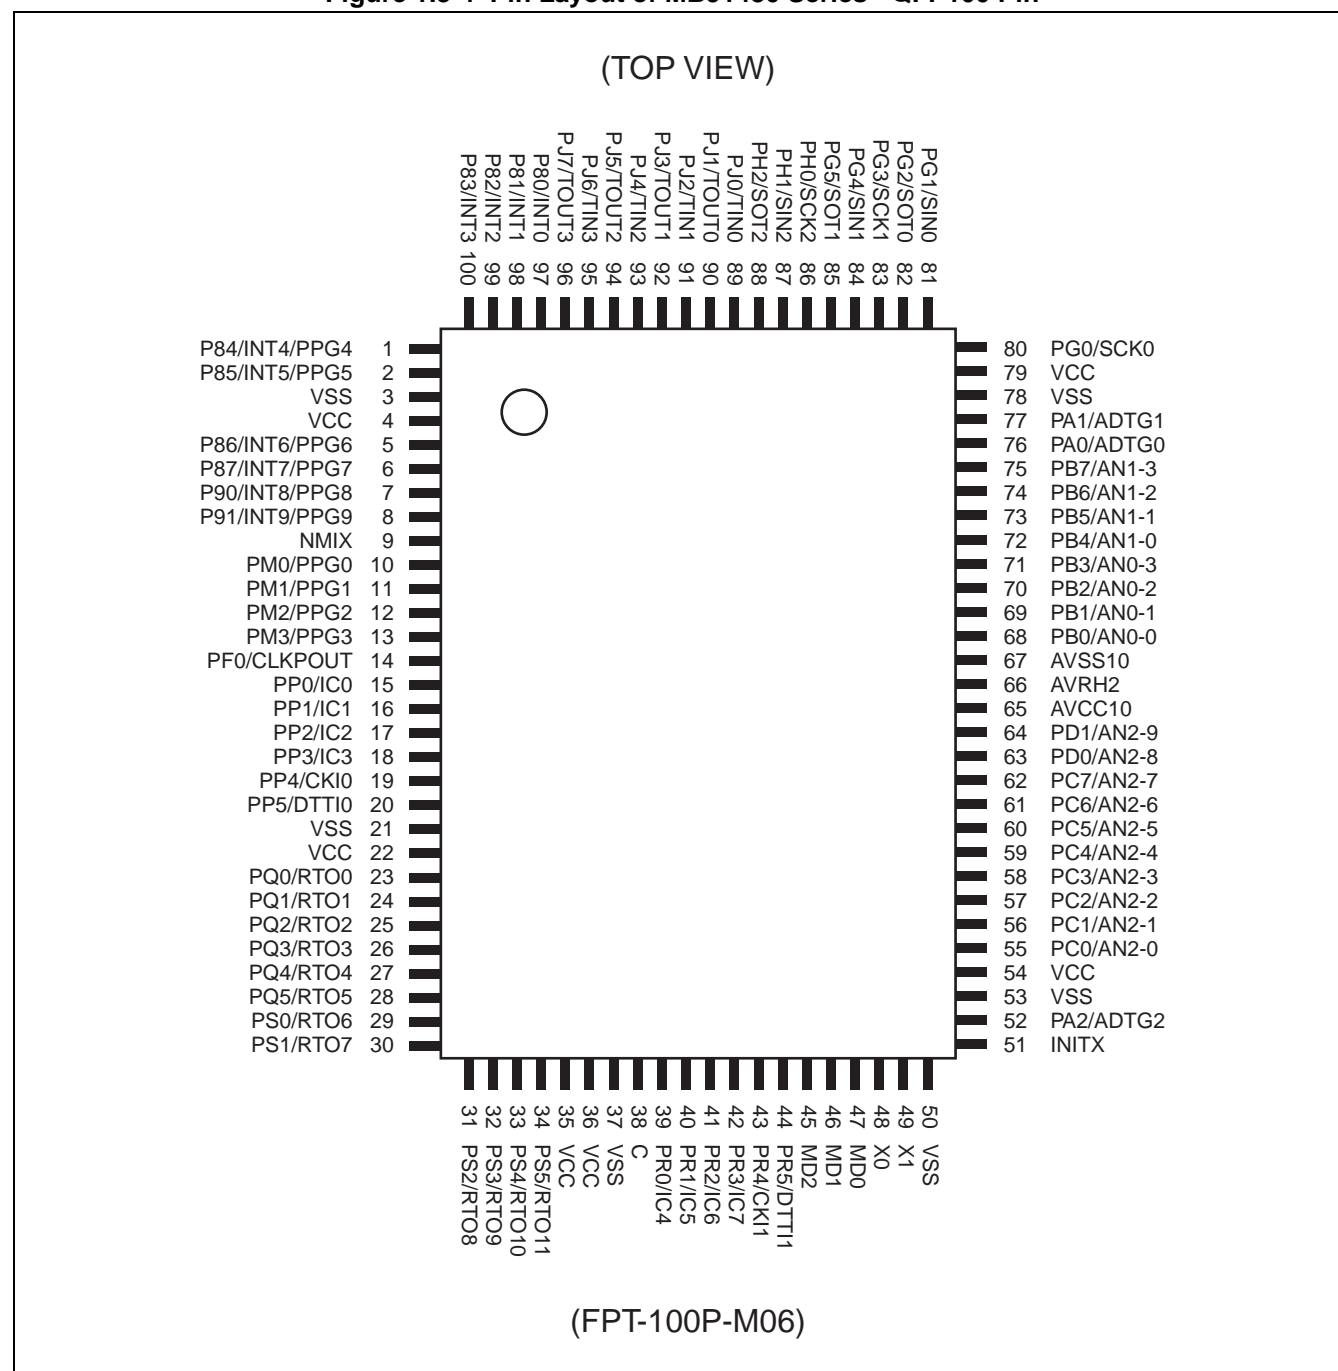 (TOP VIEW)
P83/INT3 100
P82/INT2 99
P81/INT1 98
P80/INT0 97
PJ7/TOUT3 96
PJ6/TIN3 95
PJ5/TOUT2 94
PJ4/TIN2 93
PJ3/TOUT1 92
PJ2/TIN1 91
PJ1/TOUT0 90
PJ0/TIN0 89
PH2/SOT2 88
PH1/SIN2 87
PH0/SCK2 86
PG5/SOT1 85
PG4/SIN1 84
PG3/SCK1 83
PG2/SOT0 82
PG1/SIN0 81
P84/INT4/PPG4 1
P85/INT5/PPG5 2
VSS 3
VCC 4
P86/INT6/PPG6 5
P87/INT7/PPG7 6
P90/INT8/PPG8 7
P91/INT9/PPG9 8
NMIX 9
PM0/PPG0 10
PM1/PPG1 11
PM2/PPG2 12
PM3/PPG3 13
PF0/CLKPOUT 14
PP0/IC0 15
PP1/IC1 16
PP2/IC2 17
PP3/IC3 18
PP4/CKI0 19
PP5/DTTI0 20
VSS 21
VCC 22
PQ0/RTO0 23
PQ1/RTO1 24
PQ2/RTO2 25
PQ3/RTO3 26
PQ4/RTO4 27
PQ5/RTO5 28
PS0/RTO6 29
PS1/RTO7 30
80 PG0/SCK0
79 VCC
78 VSS
77 PA1/ADTG1
76 PA0/ADTG0
75 PB7/AN1-3
74 PB6/AN1-2
73 PB5/AN1-1
72 PB4/AN1-0
71 PB3/AN0-3
70 PB2/AN0-2
69 PB1/AN0-1
68 PB0/AN0-0
67 AVSS10
66 AVRH2
65 AVCC10
64 PD1/AN2-9
63 PD0/AN2-8
62 PC7/AN2-7
61 PC6/AN2-6
60 PC5/AN2-5
59 PC4/AN2-4
58 PC3/AN2-3
57 PC2/AN2-2
56 PC1/AN2-1
55 PC0/AN2-0
54 VCC
53 VSS
52 PA2/ADTG2
51 INITX
31 PS2/RTO8
32 PS3/RTO9
33 PS4/RTO10
34 PS5/RTO11
35 VCC
36 VCC
37 VSS
38 C
39 PR0/IC4
40 PR1/IC5
41 PR2/IC6
42 PR3/IC7
43 PR4/CKI1
44 PR5/DTTI1
45 MD2
46 MD1
47 MD0
48 X0
49 X1
50 VSS
(FPT-100P-M06)